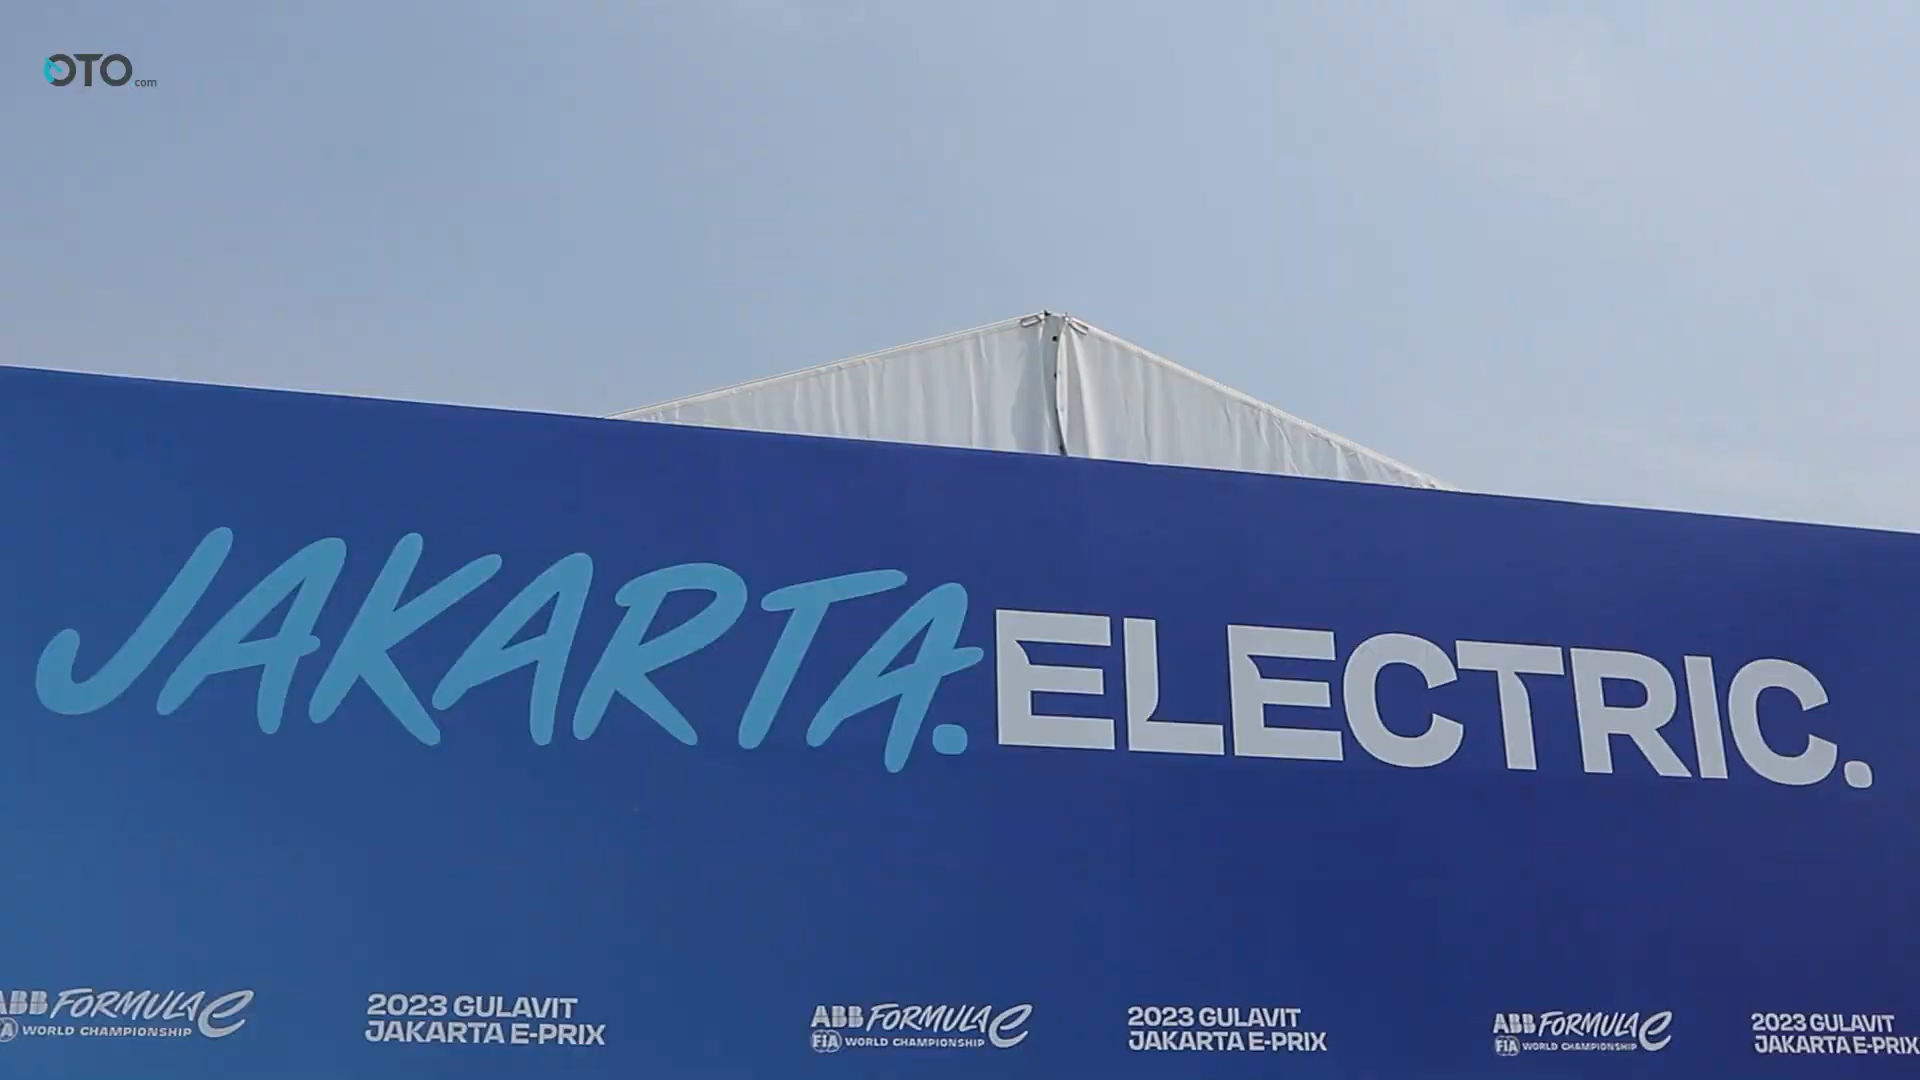 OTO.com
JAKARTA.ELECTRIC.
ABB FORMULA E
FIA WORLD CHAMPIONSHIP
2023 GULAVIT
JAKARTA E-PRIX
ABB FORMULA E
FIA WORLD CHAMPIONSHIP
2023 GULAVIT
JAKARTA E-PRIX
ABB FORMULA E
FIA WORLD CHAMPIONSHIP
2023 GULAVIT
JAKARTA E-PRIX